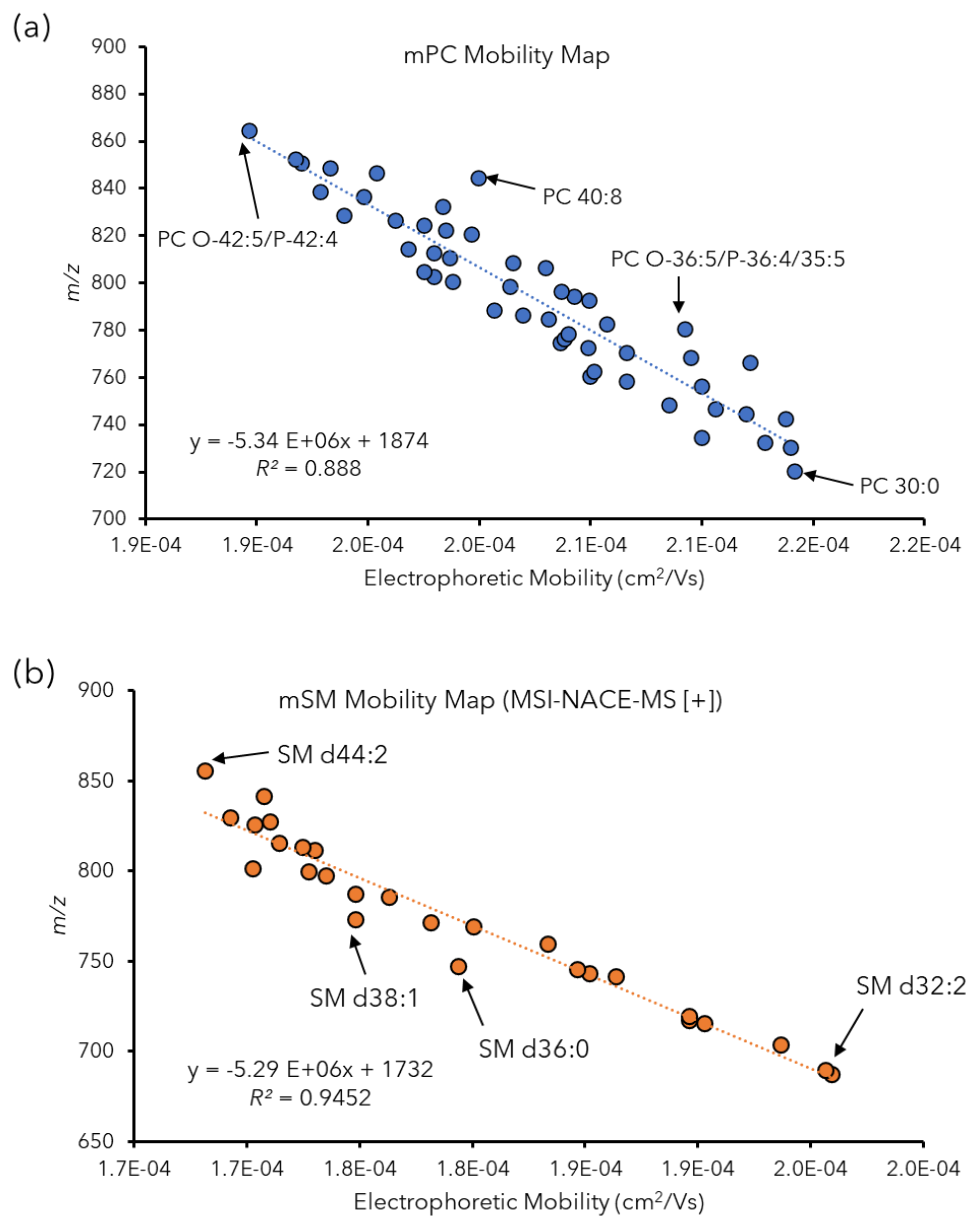 (a)
mPC Mobility Map
900
880
860
840
820
800
780
760
740
720
700
m/z
PC O-42:5/P-42:4
PC 40:8
PC O-36:5/P-36:4/35:5
PC 30:0
y = -5.34 E+06x + 1874
R² = 0.888
1.9E-04 1.9E-04 2.0E-04 2.0E-04 2.1E-04 2.1E-04 2.2E-04 2.2E-04
Electrophoretic Mobility (cm²/Vs)
(b)
mSM Mobility Map (MSI-NACE-MS [+])
900
850
800
750
700
650
m/z
SM d44:2
SM d38:1
SM d36:0
SM d32:2
y = -5.29 E+06x + 1732
R² = 0.9452
1.7E-04 1.7E-04 1.8E-04 1.8E-04 1.9E-04 1.9E-04 2.0E-04 2.0E-04
Electrophoretic Mobility (cm²/Vs)